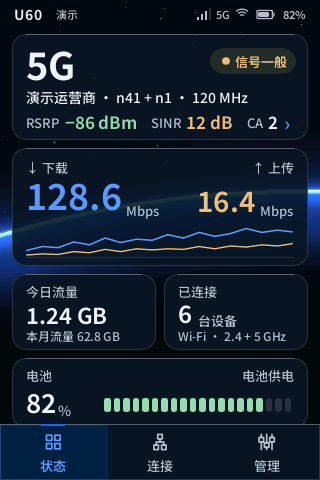 U60 演示 5G 82%
5G
信号一般
演示运营商 • n41 + n1 • 120 MHz
RSRP −86 dBm SINR 12 dB CA 2 ›
↓ 下载 ↑ 上传
128.6 Mbps 16.4 Mbps
今日流量
1.24 GB
本月流量 62.8 GB
已连接
6 台设备
Wi-Fi • 2.4 + 5 GHz
电池 电池供电
82%
状态 连接 管理